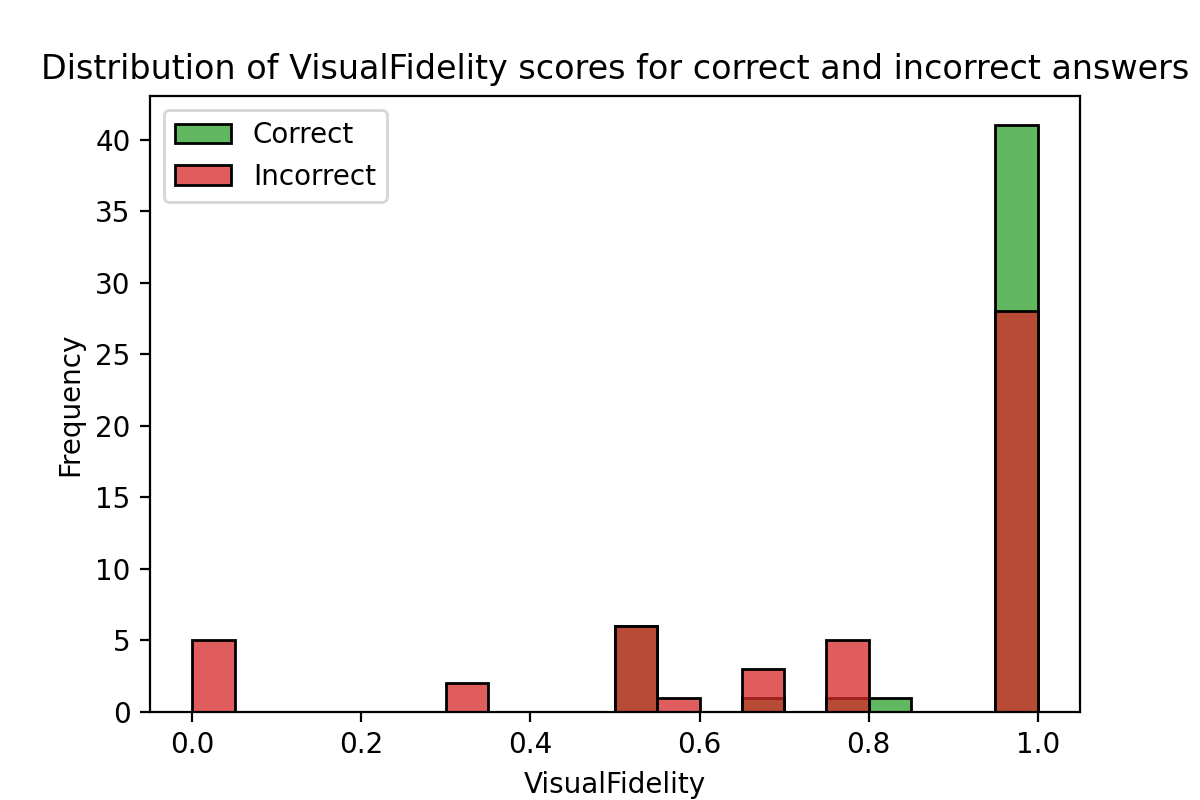 Distribution of VisualFidelity scores for correct and incorrect answers
Correct
Incorrect
40
35
30
25
20
15
10
5
0
Frequency
0.0 0.2 0.4 0.6 0.8 1.0
VisualFidelity